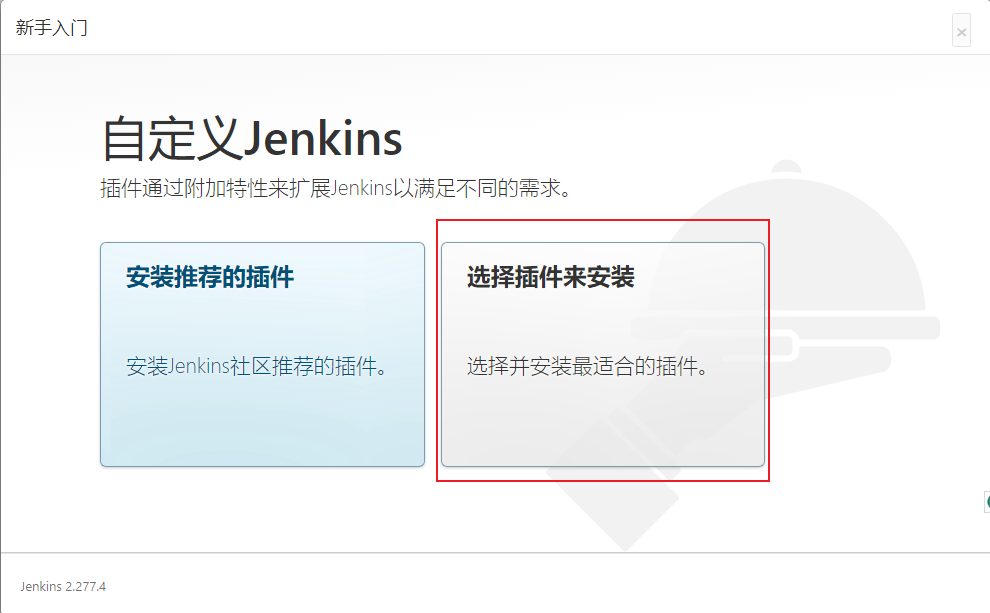 新手入门
×
自定义Jenkins
插件通过附加特性来扩展Jenkins以满足不同的需求。
安装推荐的插件
安装Jenkins社区推荐的插件。
选择插件来安装
选择并安装最适合的插件。
Jenkins 2.277.4